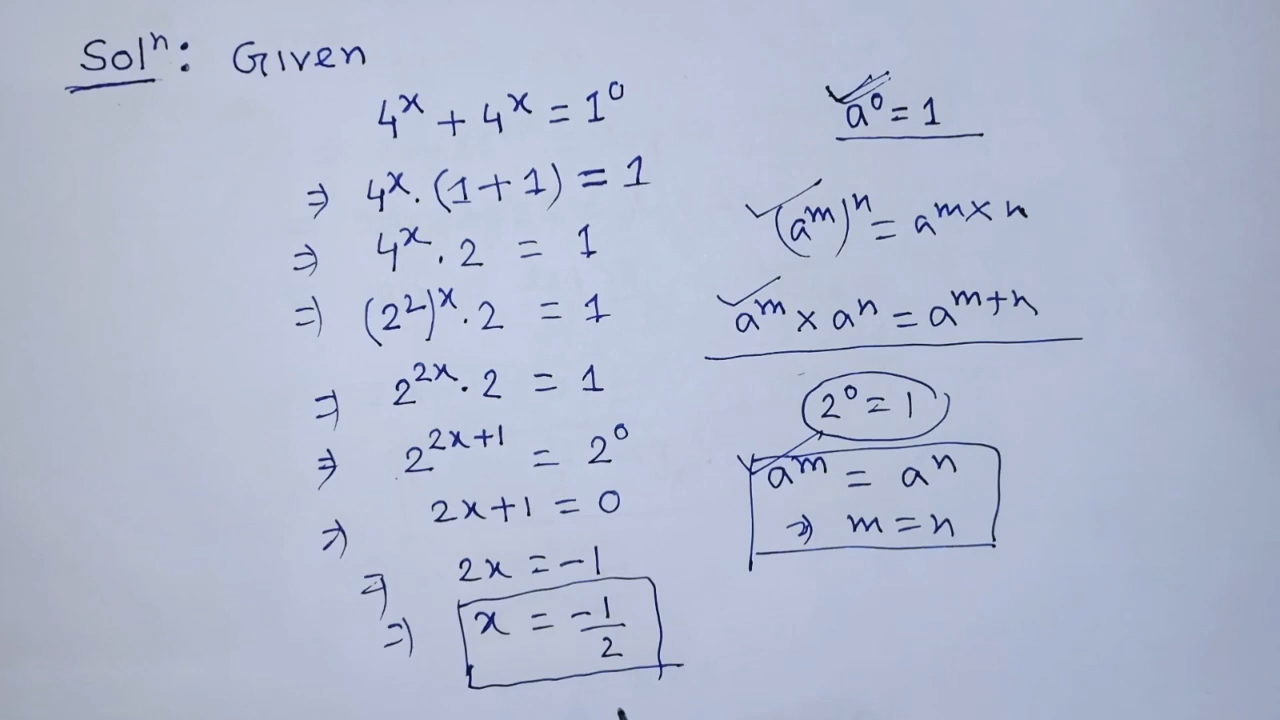 Solⁿ: Given
4ˣ + 4ˣ = 1⁰
⇒ 4ˣ · (1+1) = 1
⇒ 4ˣ · 2 = 1
⇒ (2²)ˣ · 2 = 1
⇒ 2²ˣ · 2 = 1
⇒ 2²ˣ⁺¹ = 2⁰
⇒ 2x+1 = 0
⇒ 2x = -1
⇒ x = -1/2
✓ a⁰ = 1
✓ (aᵐ)ⁿ = aᵐ ˣ ⁿ
✓ aᵐ × aⁿ = aᵐ⁺ⁿ
2⁰ = 1
✓ aᵐ = aⁿ
⇒ m = n